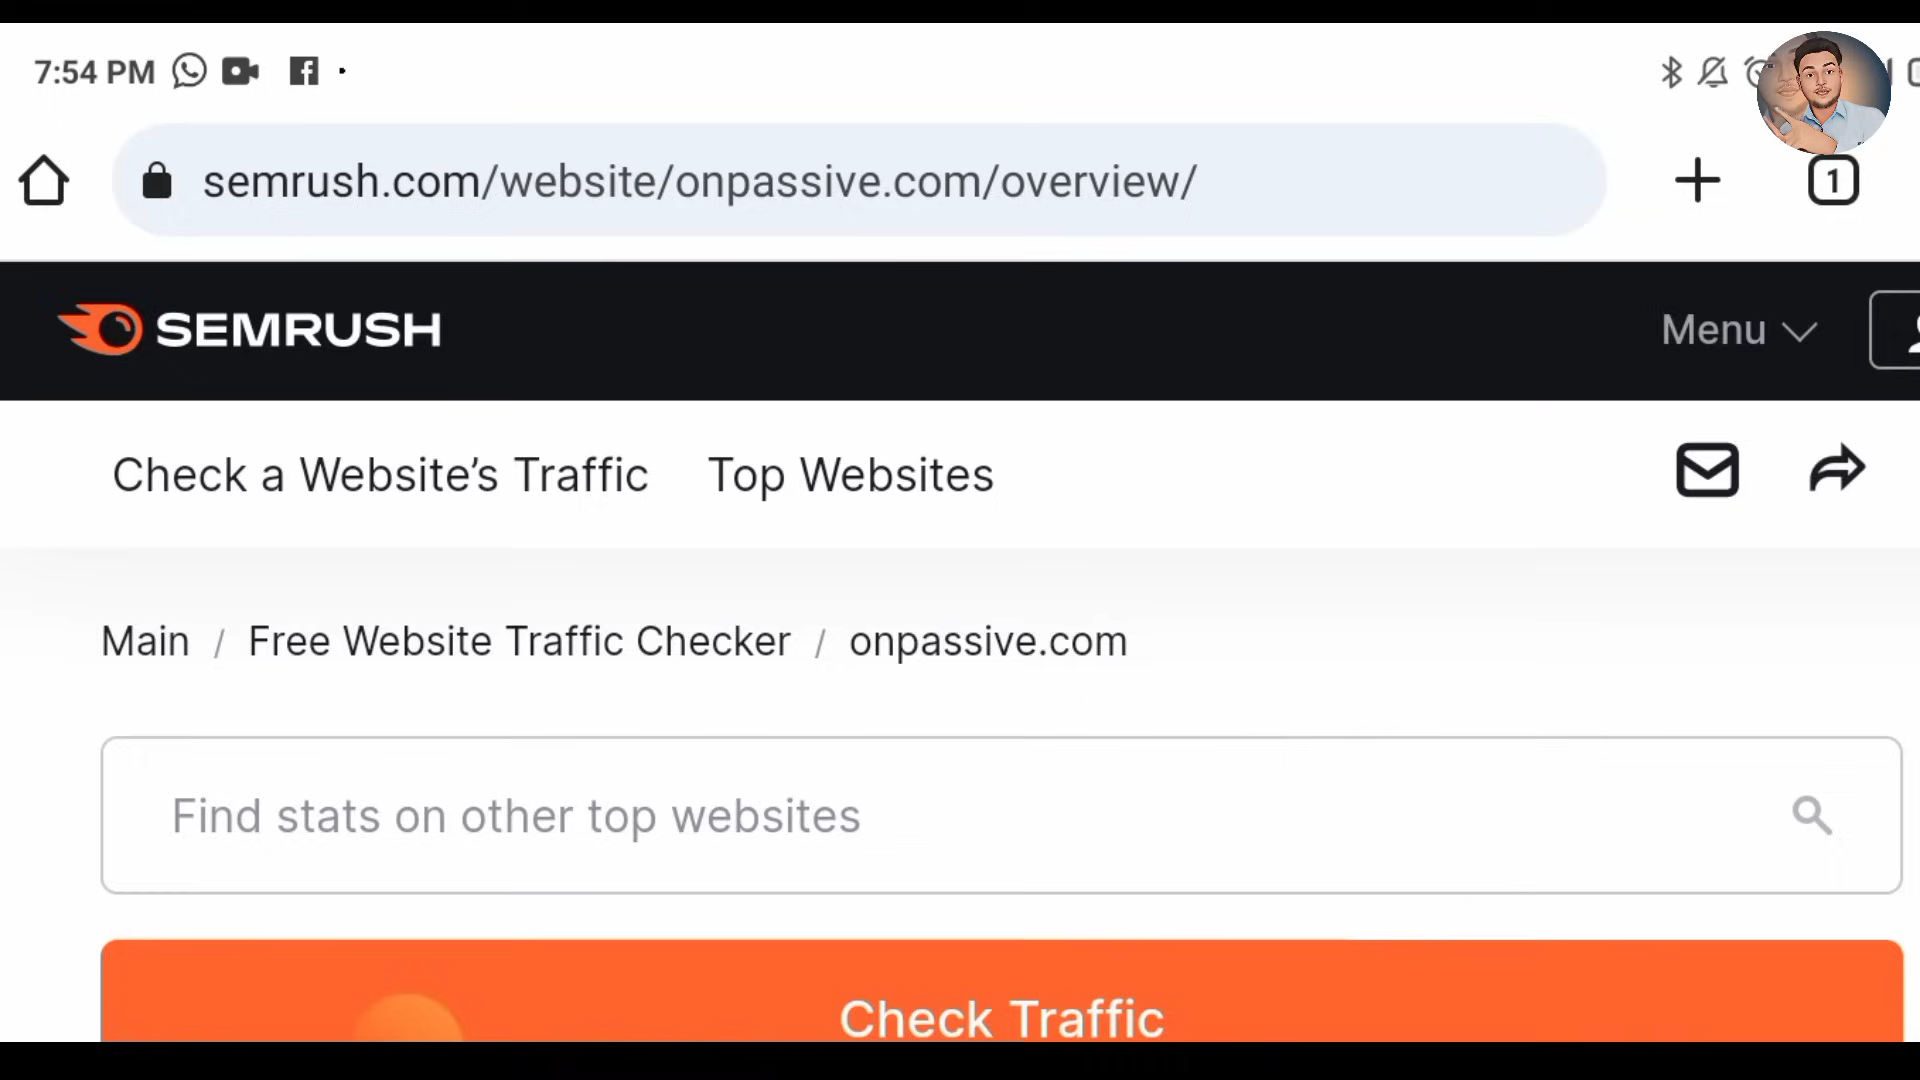 7:54 PM
semrush.com/website/onpassive.com/overview/
1
SEMRUSH
Menu
Check a Website's Traffic Top Websites
Main / Free Website Traffic Checker / onpassive.com
Find stats on other top websites
Check Traffic